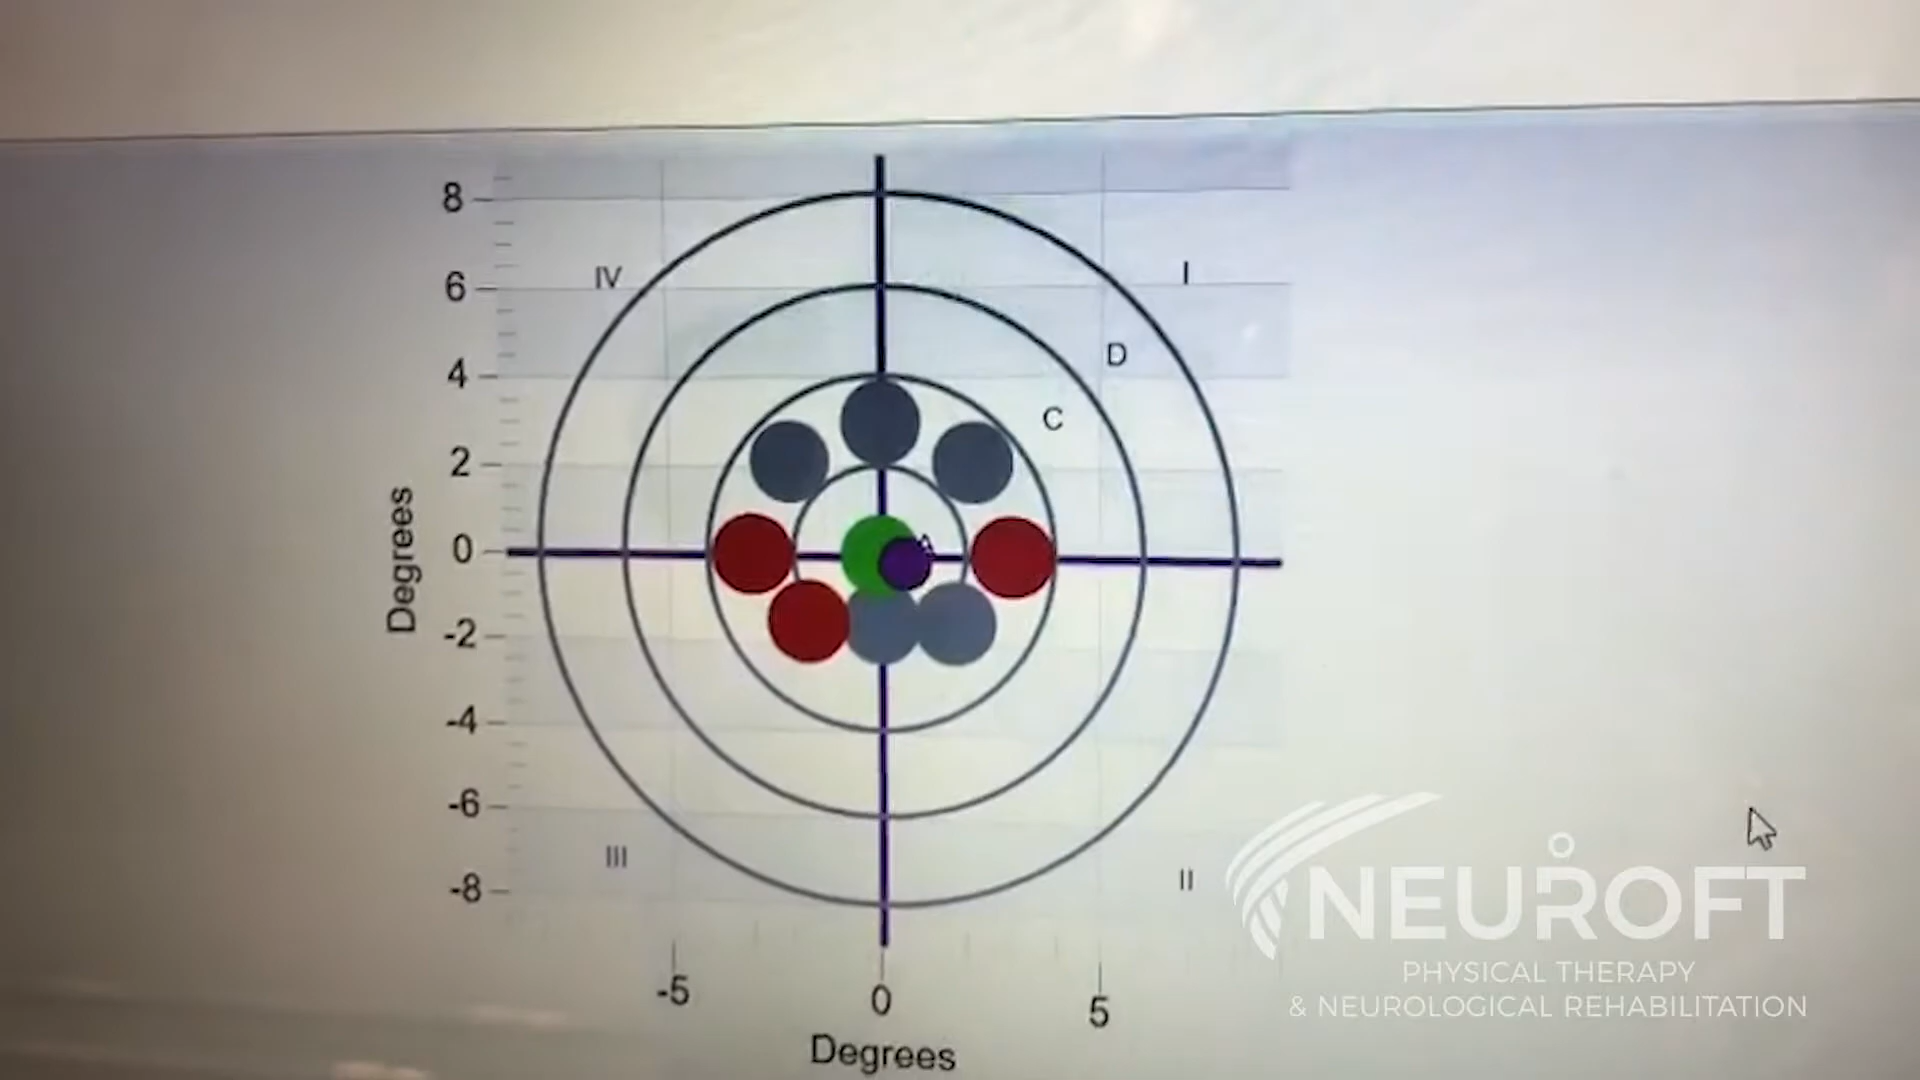 8
6
4
2
0
-2
-4
-6
-8
Degrees
IV
I
D
C
A
III
II
-5
0
5
Degrees
NEUROFT
PHYSICAL THERAPY
& NEUROLOGICAL REHABILITATION